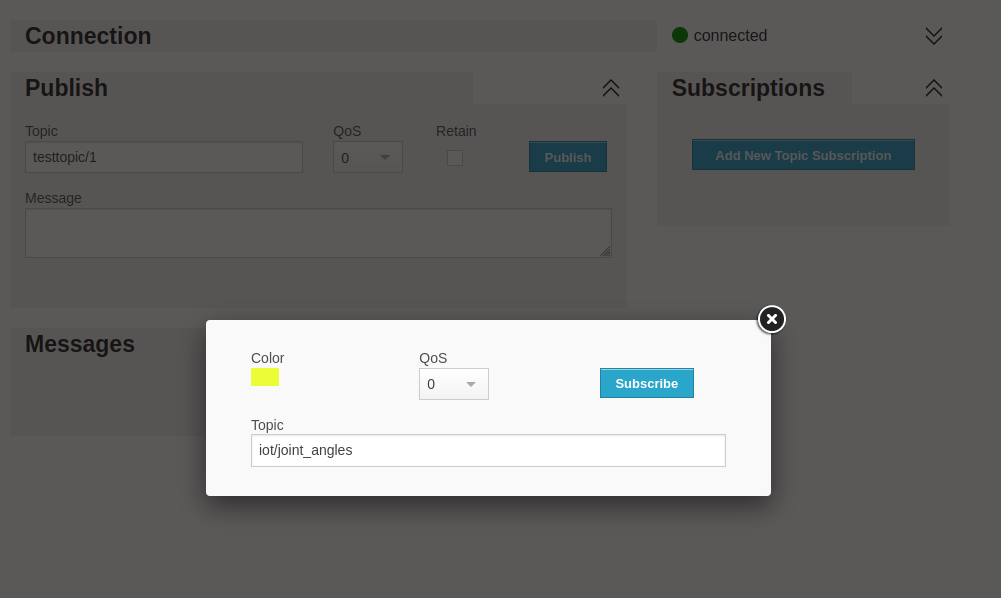 Connection
connected
Publish
Subscriptions
Topic
QoS
Retain
testtopic/1
0
Publish
Add New Topic Subscription
Message
Messages
Color
QoS
0
Subscribe
Topic
iot/joint_angles